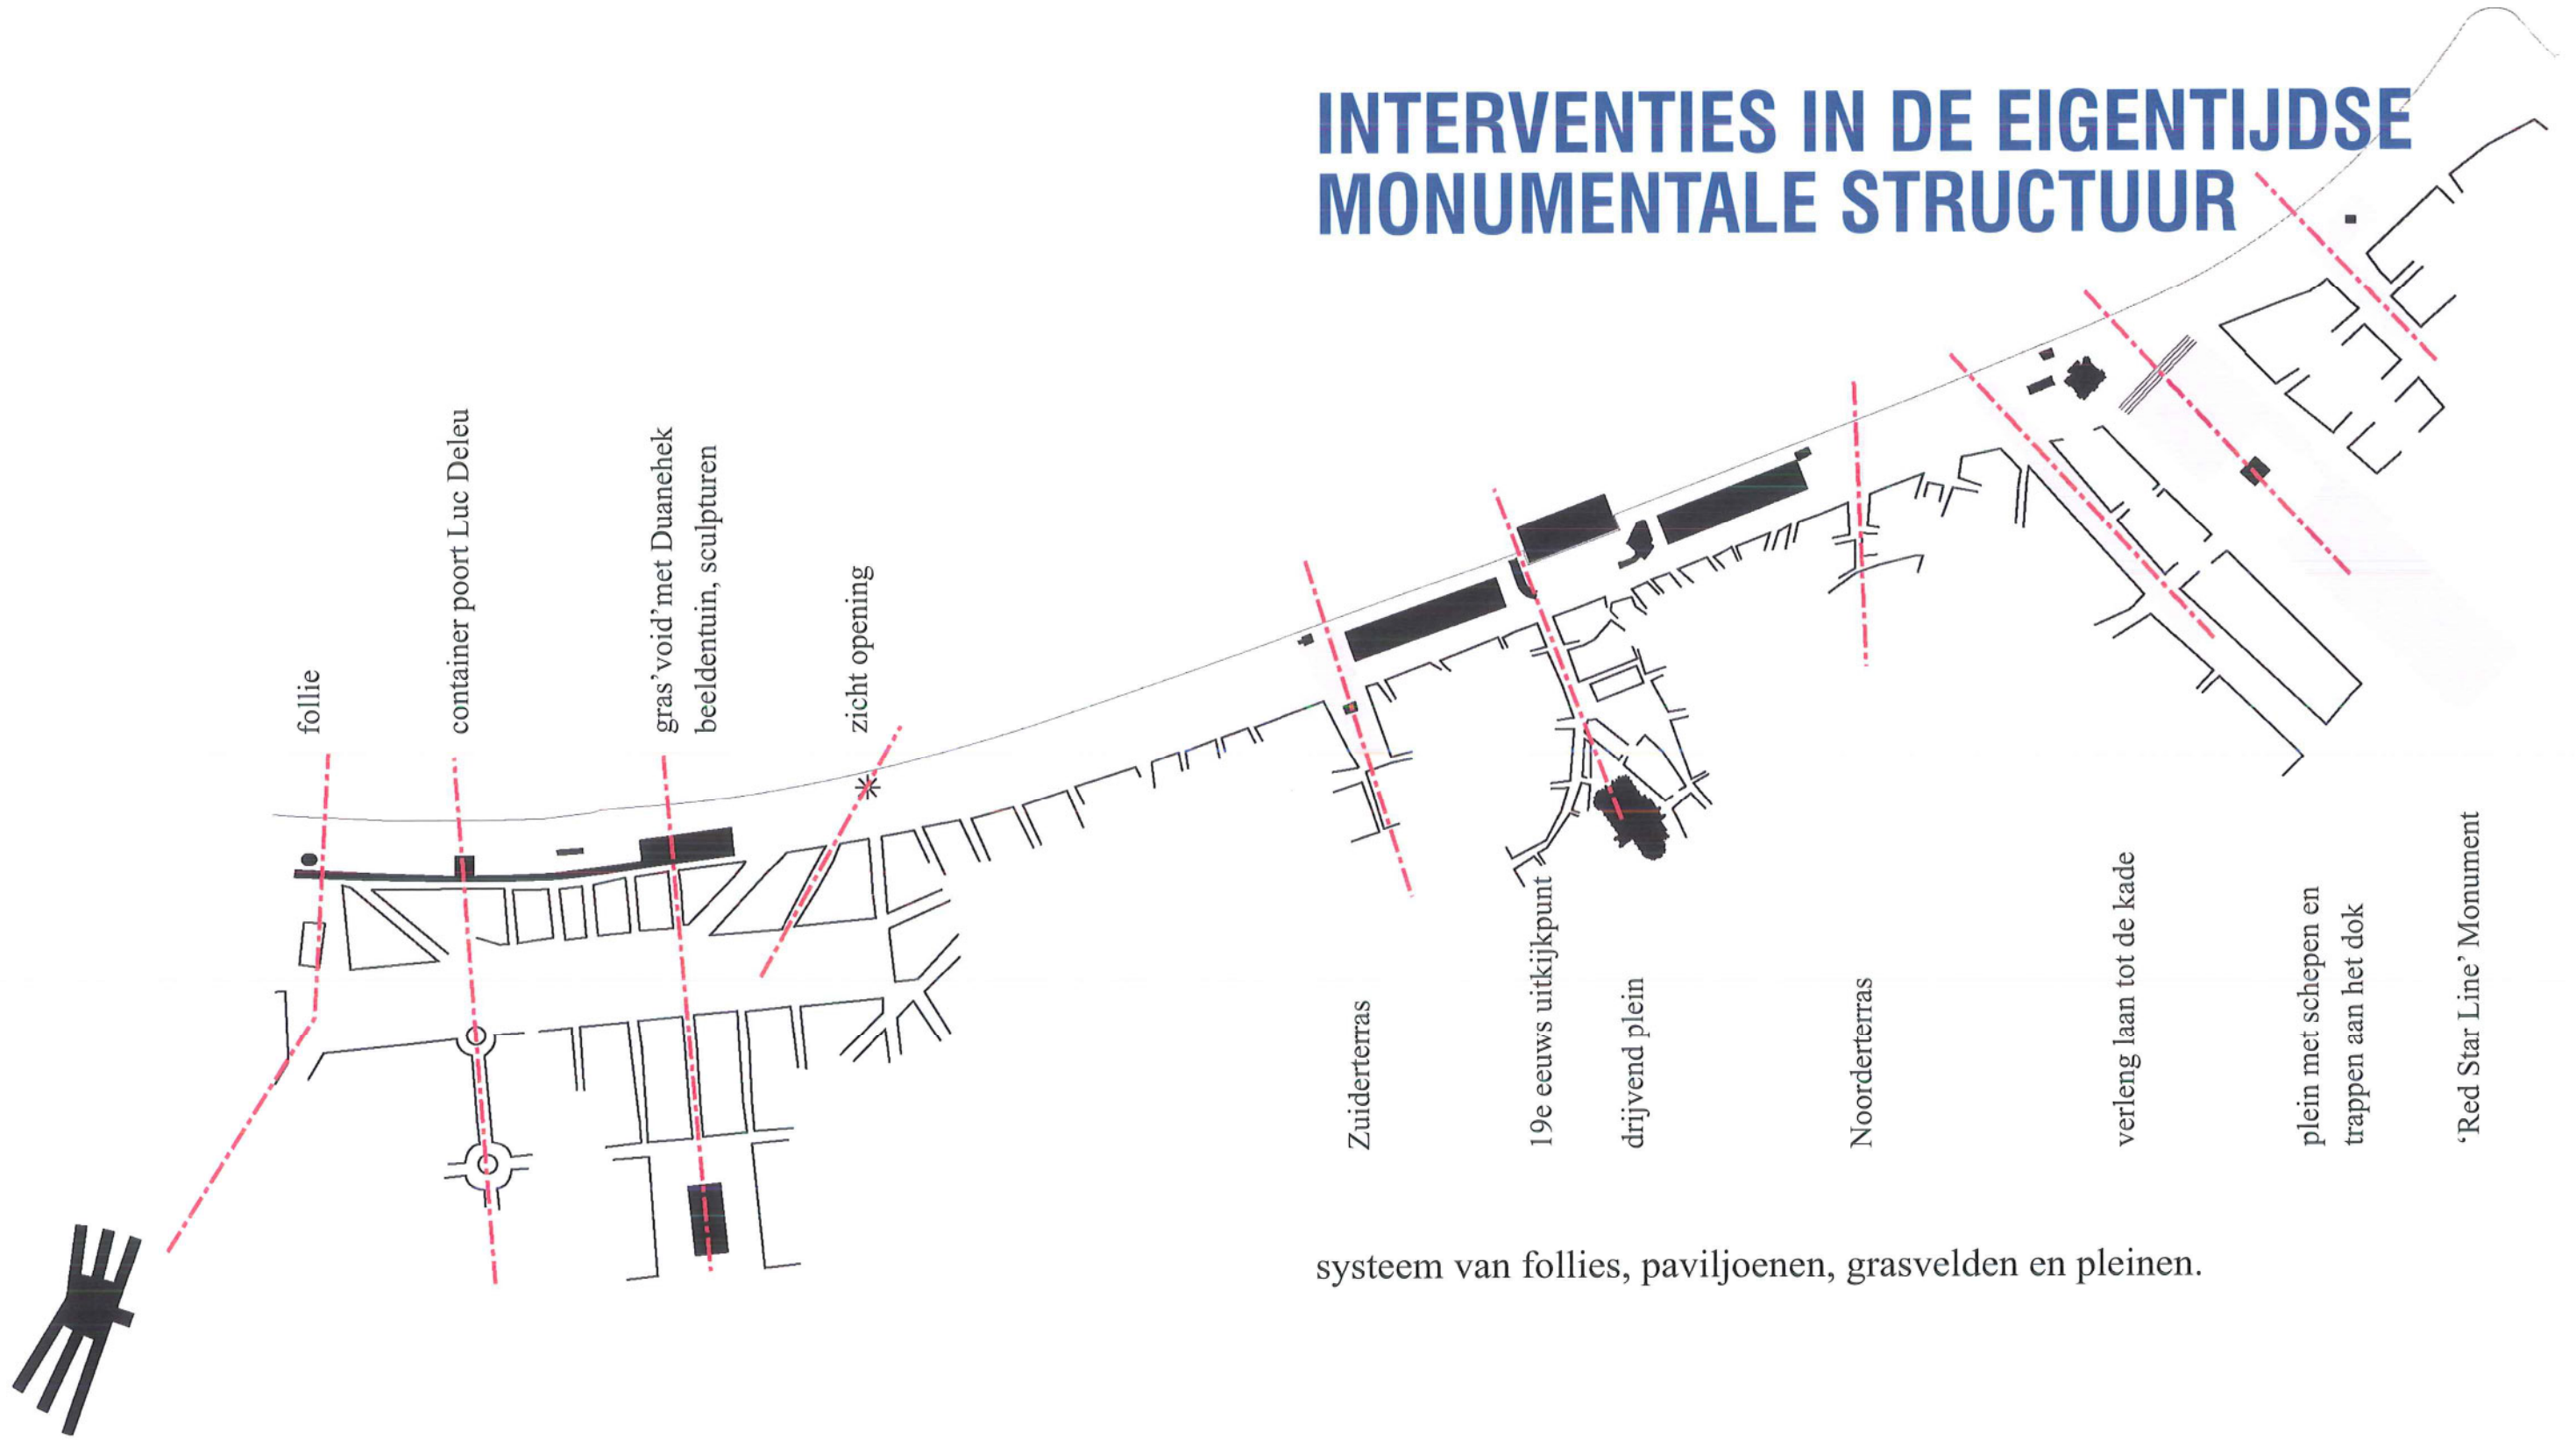 INTERVENTIES IN DE EIGENTIJDSE
MONUMENTALE STRUCTUUR
follie
container poort Luc Deleu
gras'void'met Duanehek
beeldentuin, sculpturen
zicht opening
Zuiderterras
19e eeuws uitkijkpunt
drijvend plein
Noorderterras
verleng laan tot de kade
plein met schepen en
trappen aan het dok
‘Red Star Line’ Monument
systeem van follies, paviljoenen, grasvelden en pleinen.